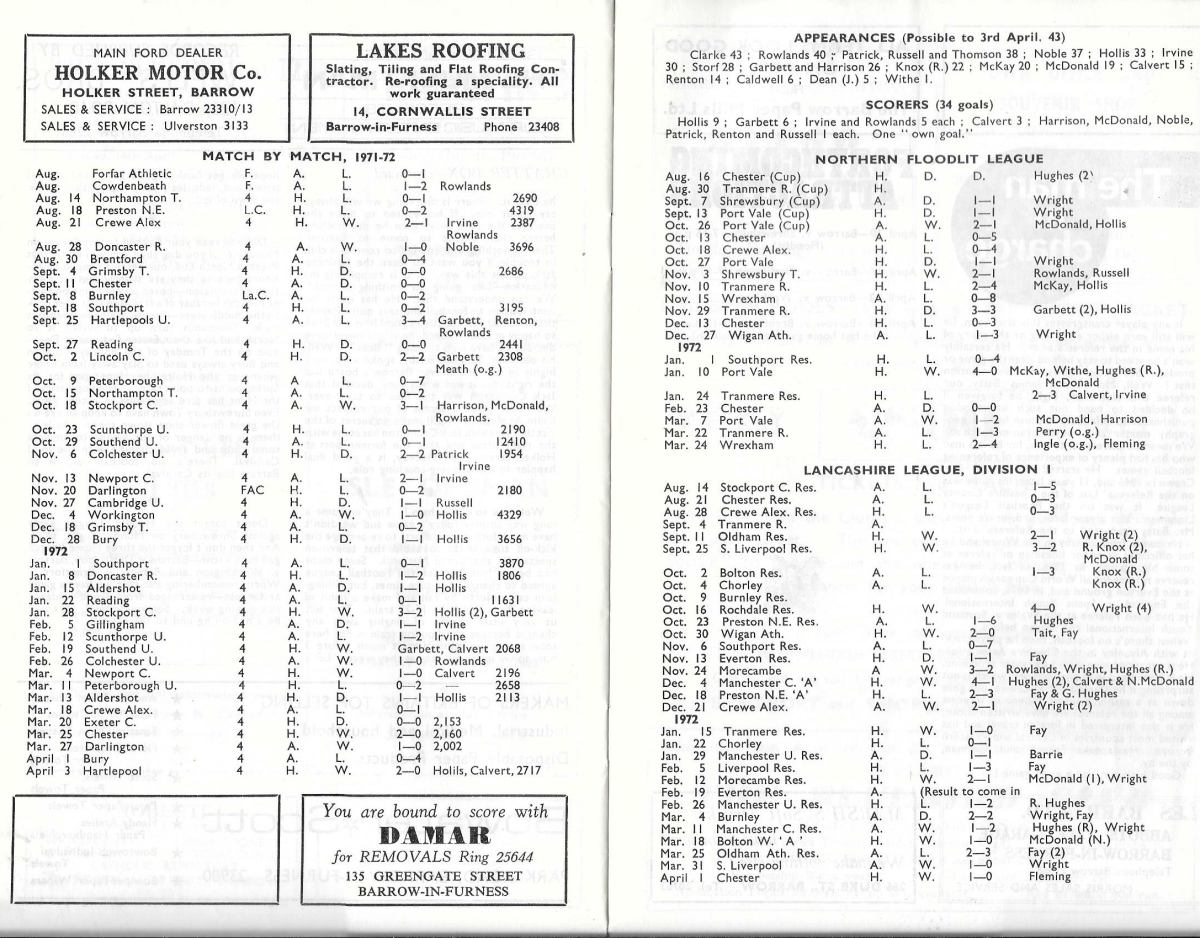 MAIN FORD DEALER
HOLKER MOTOR Co.
HOLKER STREET, BARROW
SALES & SERVICE : Barrow 23310/13
SALES & SERVICE : Ulverston 3133
LAKES ROOFING
Slating, Tiling and Flat Roofing Con-
tractor. Re-roofing a speciality. All
work guaranteed
14, CORNWALLIS STREET
Barrow-in-Furness Phone 23408
MATCH BY MATCH, 1971-72
Aug. Forfar Athletic F. A. L. 0—1
Aug. Cowdenbeath F. A. L. 1—2 Rowlands
Aug. 14 Northampton T. 4 H. L. 0—1 2690
Aug. 18 Preston N.E. L.C. H. L. 0—2 4319
Aug. 21 Crewe Alex 4 H. W. 2—1 Irvine 2387
Rowlands
Aug. 28 Doncaster R. 4 A. W. 1—0 Noble 3696
Aug. 30 Brentford 4 A. L. 0—4
Sept. 4 Grimsby T. 4 H. D. 0—0 2686
Sept. 11 Chester 4 A. D. 0—0
Sept. 8 Burnley La.C. A. L. 0—2
Sept. 18 Southport 4 H. L. 0—2 3195
Sept. 25 Hartlepools U. 4 A. L. 3—4 Garbett, Renton,
Rowlands
Sept. 27 Reading 4 H. D. 0—0 2441
Oct. 2 Lincoln C. 4 H. D. 2—2 Garbett 2308
Meath (o.g.)
Oct. 9 Peterborough 4 A L. 0—7
Oct. 15 Northampton T. 4 A. L. 0—2
Oct. 18 Stockport C. 4 A. W. 3—1 Harrison, McDonald,
Rowlands.
Oct. 23 Scunthorpe U. 4 H. L. 0—1 2190
Oct. 29 Southend U. 4 A. L. 0—1 12410
Nov. 6 Colchester U. 4 H. D. 2—2 Patrick 1954
Irvine
Nov. 13 Newport C. 4 A. L. 2—1 Irvine
Nov. 20 Darlington FAC H. L. 0—2 2180
Nov. 27 Cambridge U. 4 H. D. 1—1 Russell
Dec. 4 Workington 4 A. W. 1—0 Hollis 4329
Dec. 18 Grimsby T. 4 A. L. 0—2
Dec. 28 Bury 4 H. D. 1—1 Hollis 3656
1972
Jan. 1 Southport 4 A. L. 0—1 3870
Jan. 8 Doncaster R. 4 H. L. 1—2 Hollis 1806
Jan. 15 Aldershot 4 A. D. 1—1 Hollis
Jan. 22 Reading 4 A. L. 0—1 11631
Jan. 28 Stockport C. 4 H. W. 3—2 Hollis (2), Garbett
Feb. 5 Gillingham 4 A. D. 1—1 Irvine
Feb. 12 Scunthorpe U. 4 A. L. 1—2 Irvine
Feb. 19 Southend U 4 H. W. Garbett, Calvert 2068
Feb. 26 Colchester U. 4 A. W. 1—0 Rowlands
Mar. 4 Newport C. 4 H. W. 1—0 Calvert 2196
Mar. 11 Peterborough U. 4 H. L. 0—2 — 2658
Mar. 13 Aldershot 4 H. D. 1—1 Hollis 2113
Mar. 18 Crewe Alex. 4 A. L. 0—1
Mar. 20 Exeter C. 4 H. D. 0—0 2,153
Mar. 25 Chester 4 H. D. 0—0 2,160
Mar. 27 Darlington 4 A. W. 1—0 2,002
April 1 Bury 4 A. L. 0—4
April 3 Hartlepool 4 H. W. 2—0 Holils, Calvert, 2717
You are bound to score with
DAMAR
for REMOVALS Ring 25644
135 GREENGATE STREET
BARROW-IN-FURNESS
APPEARANCES (Possible to 3rd April. 43)
Clarke 43 ; Rowlands 40 ; Patrick, Russell and Thomson 38 ; Noble 37 ; Hollis 33 ; Irvine
30 ; Storf 28 ; Garbett and Harrison 26 ; Knox (R.) 22 ; McKay 20 ; McDonald 19 ; Calvert 15 ;
Renton 14 ; Caldwell 6 ; Dean (J.) 5 ; Withe 1.
SCORERS (34 goals)
Hollis 9 ; Garbett 6 ; Irvine and Rowlands 5 each ; Calvert 3 ; Harrison, McDonald, Noble,
Patrick, Renton and Russell 1 each. One "own goal."
NORTHERN FLOODLIT LEAGUE
Aug. 16 Chester (Cup) H. D. D. Hughes (2)
Aug. 30 Tranmere R. (Cup) H.
Sept. 7 Shrewsbury (Cup) A. D. 1—1 Wright
Sept. 13 Port Vale (Cup) H. D. 1—1 Wright
Oct. 26 Port Vale (Cup) A. W. 2—1 McDonald, Hollis
Oct. 13 Chester A. L. 0—5
Oct. 18 Crewe Alex. H. L. 0—4
Oct. 27 Port Vale H. D. 1—1 Wright
Nov. 3 Shrewsbury T. H. W. 2—1 Rowlands, Russell
Nov. 10 Tranmere R. H. L. 2—4 McKay, Hollis
Nov. 15 Wrexham A. L. 0—8
Nov. 29 Tranmere R. H. D. 3—3 Garbett (2), Hollis
Dec. 13 Chester H. L. 0—3
Dec. 27 Wigan Ath. A. L. 1—3 Wright
1972
Jan. 1 Southport Res. H. L. 0—4
Jan. 10 Port Vale H. W. 4—0 McKay, Withe, Hughes (R.),
McDonald
Jan. 24 Tranmere Res. H. L. 2—3 Calvert, Irvine
Feb. 23 Chester A. D. 0—0
Mar. 7 Port Vale A. W. 1—2 McDonald, Harrison
Mar. 22 Tranmere R. A. L. 1—3 Perry (o.g.)
Mar. 24 Wrexham H. L. 2—4 Ingle (o.g.), Fleming
LANCASHIRE LEAGUE, DIVISION 1
Aug. 14 Stockport C. Res. A. L. 1—5
Aug. 21 Chester Res. A. L. 0—3
Aug. 28 Crewe Alex. Res. A. L. 0—3
Sept. 4 Tranmere R. A.
Sept. 11 Oldham Res. H. W. 2—1 Wright (2)
Sept. 25 S. Liverpool Res. H. W. 3—2 R. Knox (2),
McDonald
Oct. 2 Bolton Res. A. L. 1—3 Knox (R.)
Oct. 4 Chorley A. L. Knox (R.)
Oct. 9 Burnley Res.
Oct. 16 Rochdale Res. H. W. 4—0 Wright (4)
Oct. 23 Preston N.E. Res. A. L. 1—6 Hughes
Oct. 30 Wigan Ath. H. W. 2—0 Tait, Fay
Nov. 6 Southport Res. A. L. 0—7
Nov. 13 Everton Res. H. D. 1—1 Fay
Nov. 24 Morecambe A. W. 3—2 Rowlands, Wright, Hughes (R.)
Dec. 4 Manchester C. 'A' H. W. 4—1 Hughes (2), Calvert & N.McDonald
Dec. 18 Preston N.E. 'A' H. L. 2—3 Fay & G. Hughes
Dec. 21 Crewe Alex. A. W. 2—1 Wright (2)
1972
Jan. 15 Tranmere Res. H. W. 1—0 Fay
Jan. 22 Chorley H. L. 0—1
Jan. 29 Manchester U. Res. A. D. 1—1 Barrie
Feb. 5 Liverpool Res. H. L. 1—3 Fay
Feb. 12 Morecambe Res. H. W. 2—1 McDonald (1), Wright
Feb. 19 Everton Res. A. (Result to come in
Feb. 26 Manchester U. Res. H. L. 1—2 R. Hughes
Mar. 4 Burnley A. D. 2—2 Wright, Fay
Mar. 11 Manchester C. Res. A. W. 1—2 Hughes (R), Wright
Mar. 18 Bolton W. 'A' H. W. 1—0 McDonald (N.)
Mar. 25 Oldham Ath. Res. A. L. 2—3 Fay (2)
Mar. 31 S. Liverpool A. W. 1—0 Wright
April. 1 Chester H. W. 1—0 Fleming